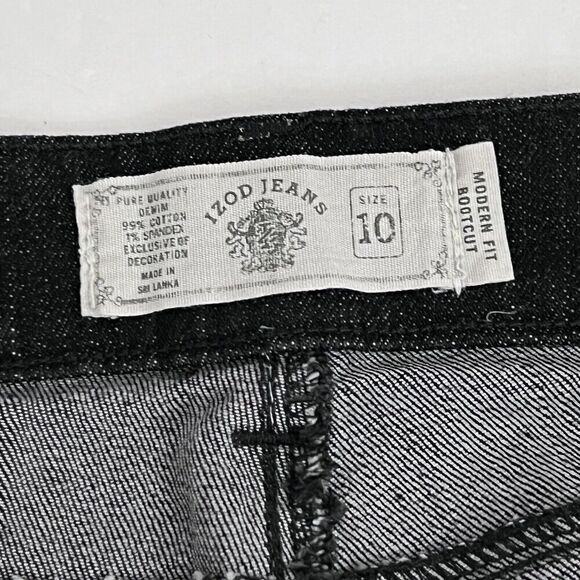 PURE QUALITY
DENIM
99% COTTON
1% SPANDEX
EXCLUSIVE OF
DECORATION
MADE IN
SRI LANKA
IZOD JEANS
SIZE
10
MODERN FIT
BOOTCUT